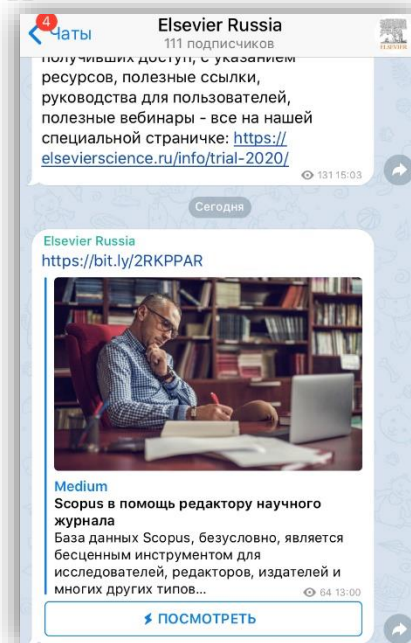 4
Чаты
Elsevier Russia
111 подписчиков
ELSEVIER
получивших доступ, с указанием
ресурсов, полезные ссылки,
руководства для пользователей,
полезные вебинары - все на нашей
специальной страничке: https://
elsevierscience.ru/info/trial-2020/
131 15:03
Сегодня
Elsevier Russia
https://bit.ly/2RKPPAR
Medium
Scopus в помощь редактору научного
журнала
База данных Scopus, безусловно, является
бесценным инструментом для
исследователей, редакторов, издателей и
многих других типов...
64 13:00
ПОСМОТРЕТЬ